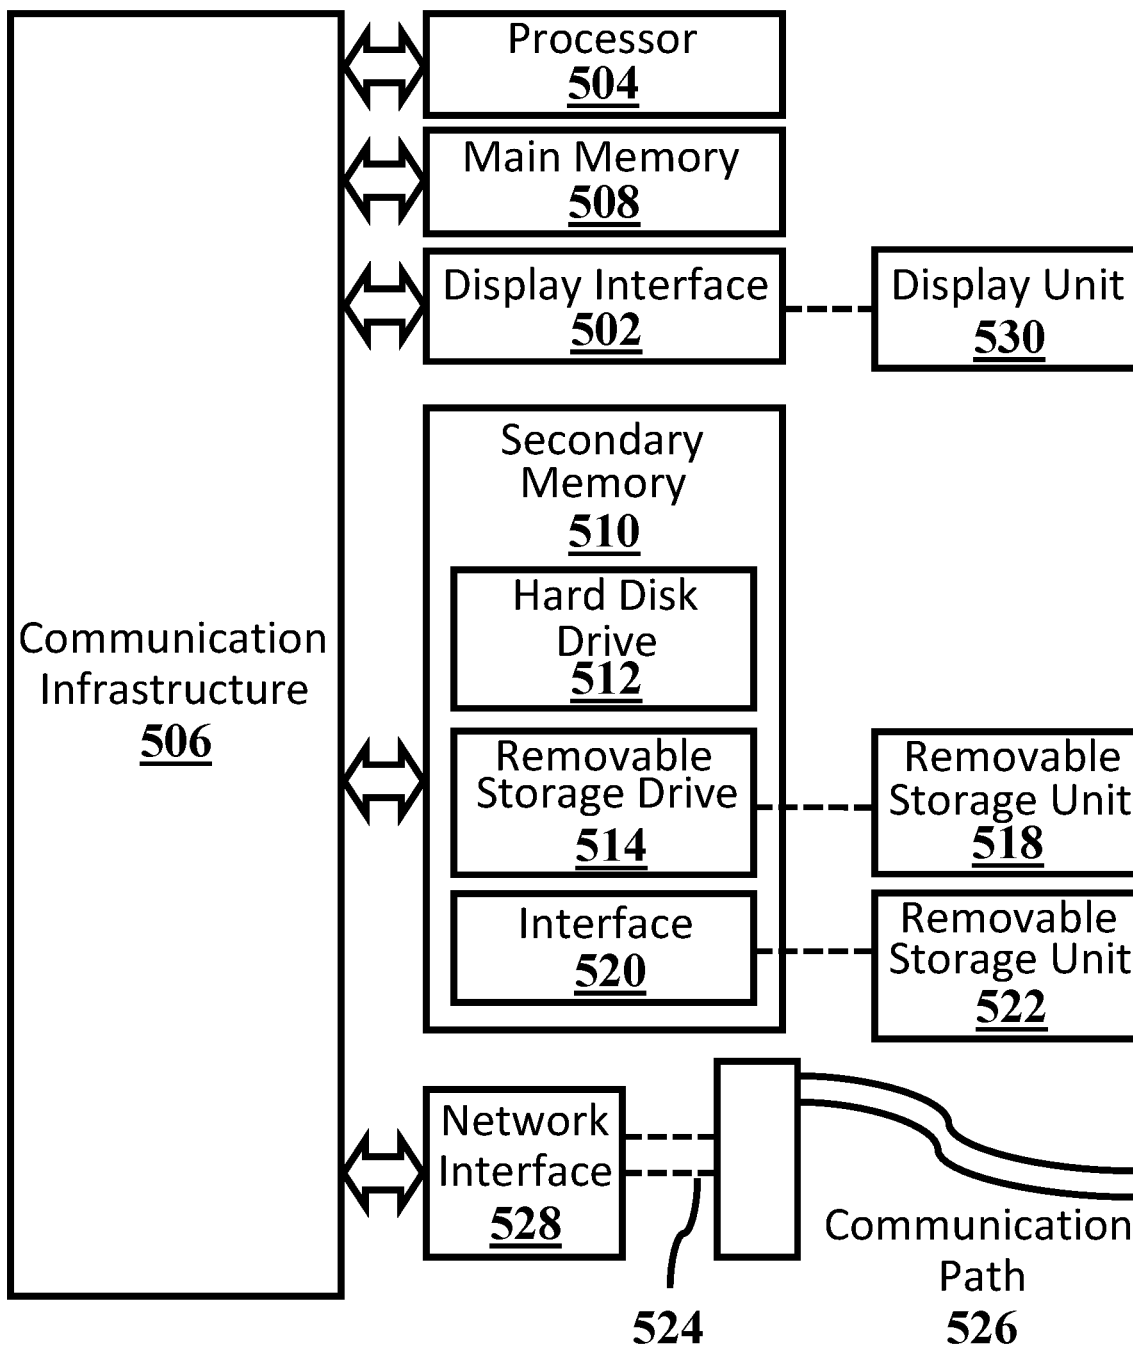 Processor
504
Main Memory
508
Display Interface
502
Display Unit
530
Secondary
Memory
510
Hard Disk
Drive
512
Communication
Infrastructure
506
Removable
Storage Drive
514
Removable
Storage Unit
518
Interface
520
Removable
Storage Unit
522
Network
Interface
528
524
Communication
Path
526